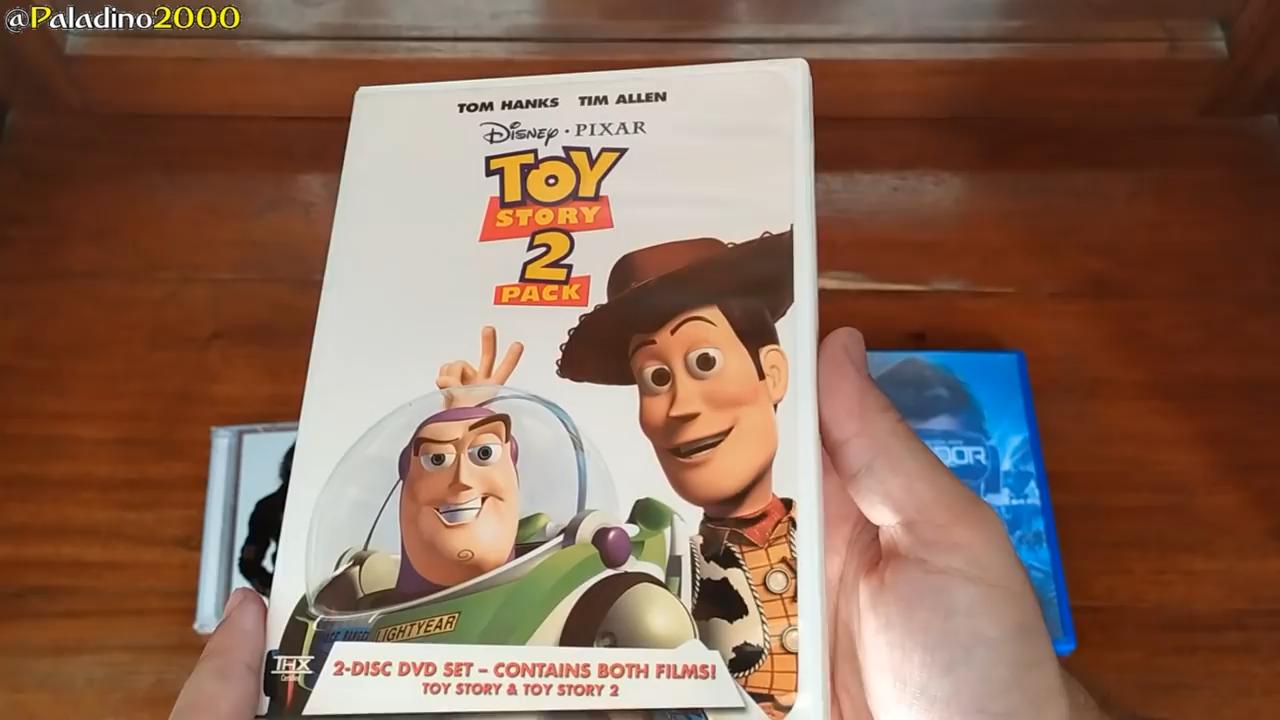 @Paladino2000
TOM HANKS TIM ALLEN
DISNEY · PIXAR
TOY
STORY
2
PACK
LIGHTYEAR
THX
Certified
2-DISC DVD SET – CONTAINS BOTH FILMS!
TOY STORY & TOY STORY 2